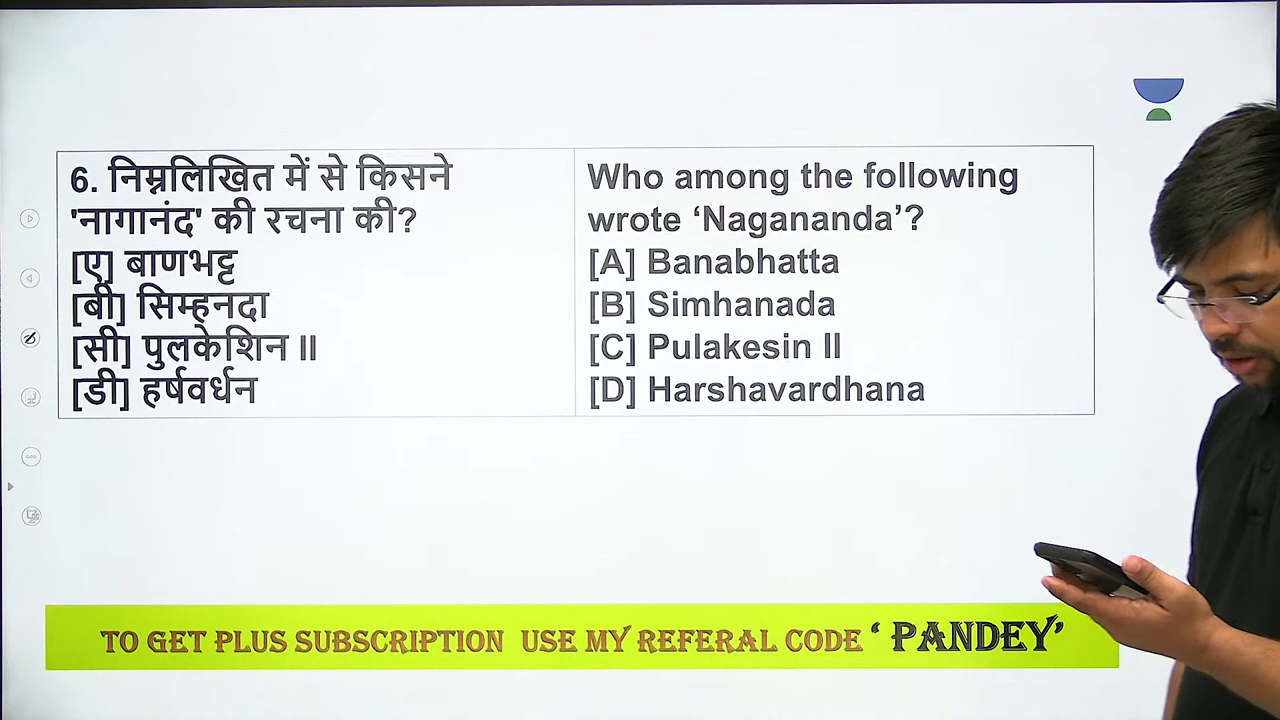 6. निम्नलिखित में से किसने
'नागानंद' की रचना की?
[ए] बाणभट्ट
[बी] सिम्हनदा
[सी] पुलकेशिन II
[डी] हर्षवर्धन
Who among the following
wrote ‘Nagananda’?
[A] Banabhatta
[B] Simhanada
[C] Pulakesin II
[D] Harshavardhana
TO GET PLUS SUBSCRIPTION USE MY REFERAL CODE ‘ PANDEY’